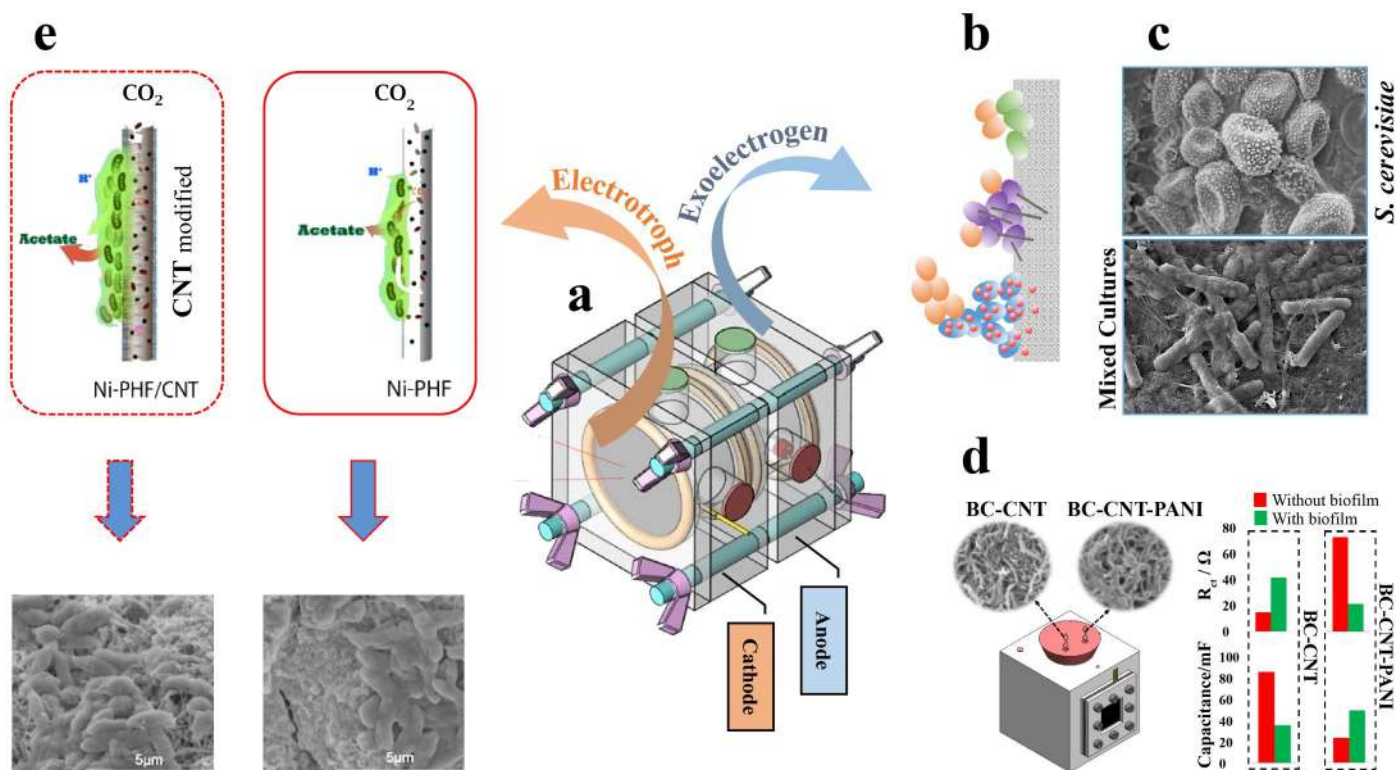 e
CO2
H+
Acetate
CNT modified
Ni-PHF/CNT
CO2
H+
Acetate
Ni-PHF
5μm
5μm
Electrotroph
Exoelectrogen
a
Cathode
Anode
b
c
S. cerevisiae
Mixed Cultures
d
BC-CNT
BC-CNT-PANI
Without biofilm
With biofilm
Rct / Ω
80
60
40
20
0
Capacitance/mF
100
80
60
40
20
0
BC-CNT
BC-CNT-PANI